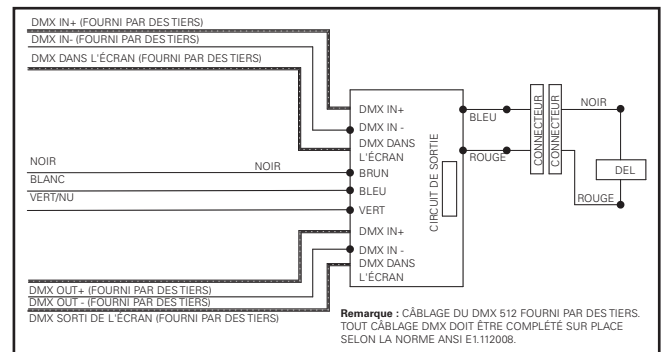 DMX IN+ (FOURNI PAR DES TIERS)
DMX IN- (FOURNI PAR DES TIERS)
DMX DANS L'ÉCRAN (FOURNI PAR DES TIERS)
NOIR
NOIR
BLANC
VERT/NU
DMX OUT+ (FOURNI PAR DES TIERS)
DMX OUT - (FOURNI PAR DES TIERS)
DMX SORTI DE L'ÉCRAN (FOURNI PAR DES TIERS)
DMX IN+
DMX IN -
DMX DANS
L'ÉCRAN
BRUN
BLEU
VERT
DMX IN+
DMX IN -
DMX DANS
L'ÉCRAN
CIRCUIT DE SORTIE
BLEU
ROUGE
CONNECTEUR
CONNECTEUR
NOIR
DEL
ROUGE
Remarque : CÂBLAGE DU DMX 512 FOURNI PAR DES TIERS.
TOUT CÂBLAGE DMX DOIT ÊTRE COMPLÉTÉ SUR PLACE
SELON LA NORME ANSI E1.112008.